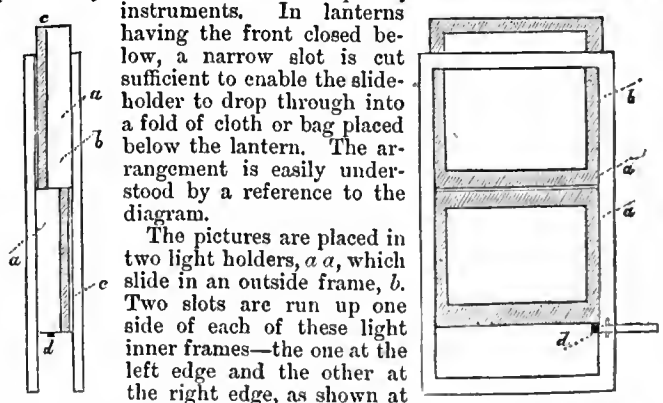 instruments. In lanterns
having the front closed be-
low, a narrow slot is cut
sufficient to enable the slide-
holder to drop through into
a fold of cloth or bag placed
below the lantern. The ar-
rangement is easily under-
stood by a reference to the
diagram.
The pictures are placed in
two light holders, a a, which
slide in an outside frame, b.
Two slots are run up one
side of each of these light
inner frames—the one at the
left edge and the other at
the right edge, as shown at
c
a
b
a
c
d
b
a
a
d